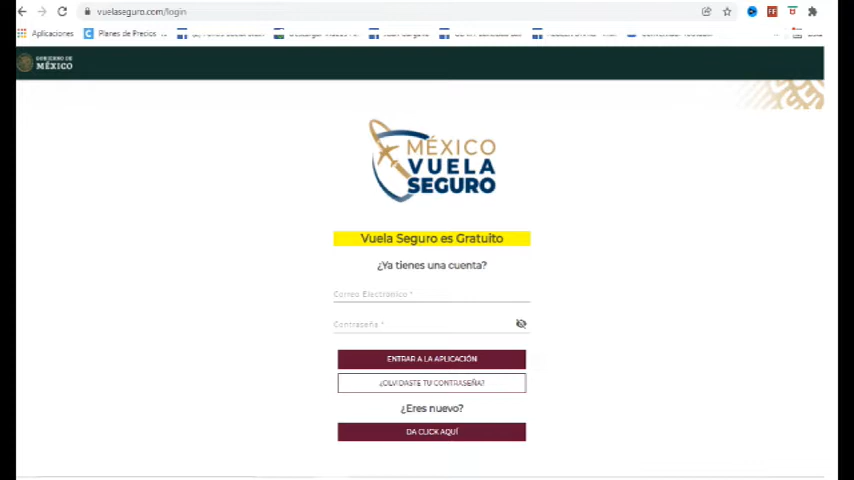 vuelaseguro.com/login
Aplicaciones
Planes de Precios
GOBIERNO DE
MÉXICO
MÉXICO
VUELA
SEGURO
Vuela Seguro es Gratuito
¿Ya tienes una cuenta?
Correo Electrónico *
Contraseña *
ENTRAR A LA APLICACIÓN
¿OLVIDASTE TU CONTRASEÑA?
¿Eres nuevo?
DA CLICK AQUÍ